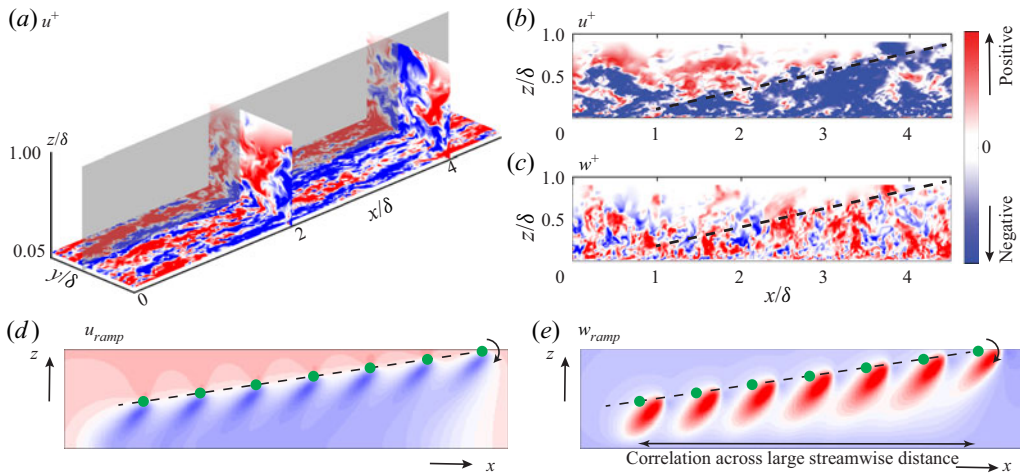 (a) u⁺
z/δ
1.00
0.05
y/δ
0
2
4
x/δ
(b) u⁺
z/δ
1.0
0.5
0 1 2 3 4
(c) w⁺
z/δ
1.0
0.5
0 1 2 3 4
x/δ
Positive
0
Negative
(d) u_ramp
z
x
(e) w_ramp
z
Correlation across large streamwise distance
x